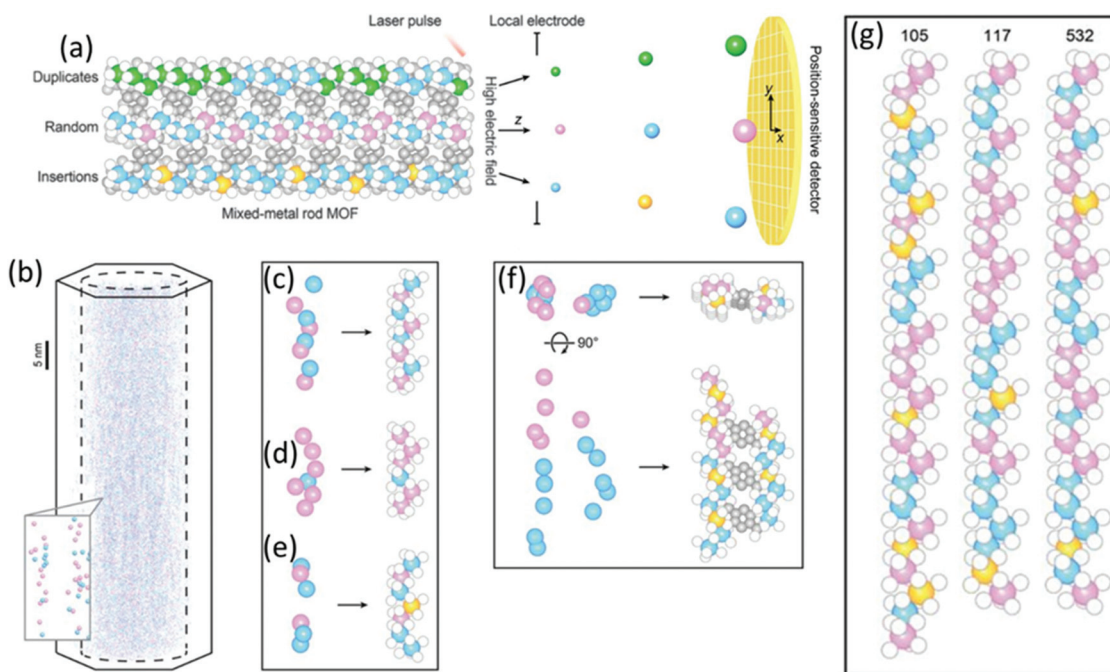 (a)
Laser pulse
Local electrode
Duplicates
Random
Insertions
High electric field
z
y
x
Position-sensitive detector
Mixed-metal rod MOF
(b)
5 nm
(c)
(d)
(e)
(f)
90°
(g)
105 117 532